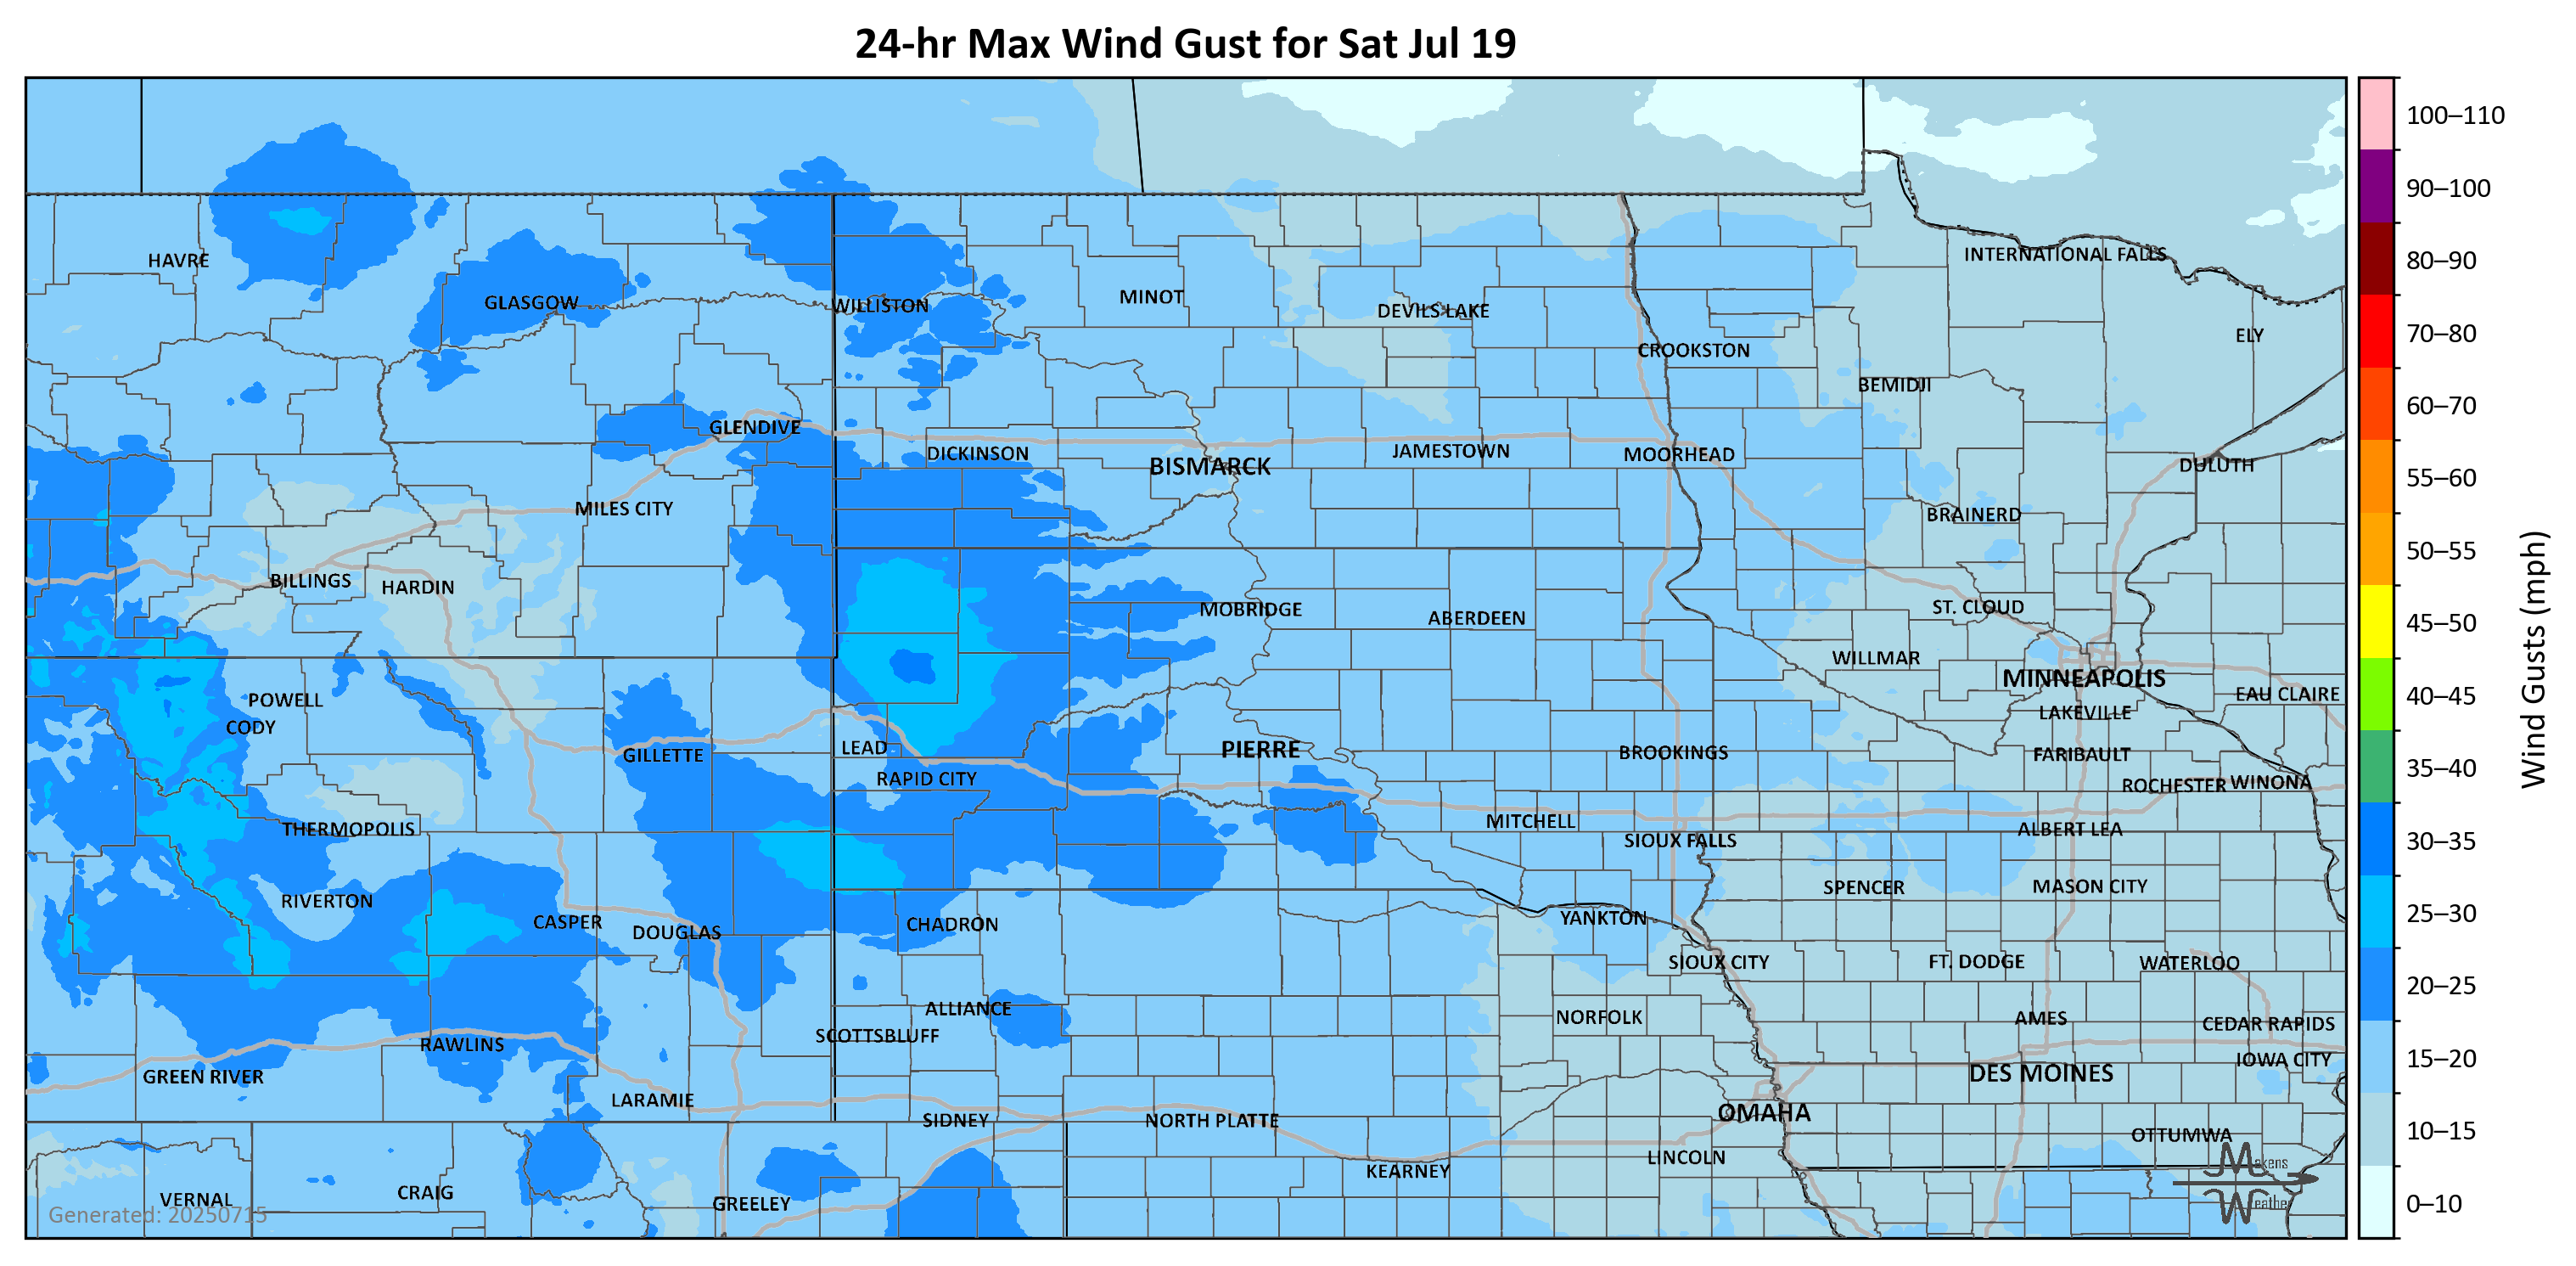 24-hr Max Wind Gust for Sat Jul 19
100–110
90–100
80–90
70–80
60–70
55–60
50–55
45–50
40–45
35–40
30–35
25–30
20–25
15–20
10–15
0–10
Wind Gusts (mph)
HAVRE
INTERNATIONAL FALLS
GLASGOW
WILLISTON
MINOT
DEVILS LAKE
ELY
CROOKSTON
BEMIDJI
GLENDIVE
DICKINSON
BISMARCK
JAMESTOWN
MOORHEAD
DULUTH
MILES CITY
BRAINERD
BILLINGS
HARDIN
MOBRIDGE
ABERDEEN
ST. CLOUD
WILLMAR
MINNEAPOLIS
POWELL
EAU CLAIRE
CODY
LAKEVILLE
GILLETTE
LEAD
PIERRE
BROOKINGS
FARIBAULT
RAPID CITY
ROCHESTER
WINONA
THERMOPOLIS
MITCHELL
ALBERT LEA
SIOUX FALLS
RIVERTON
SPENCER
MASON CITY
CASPER
DOUGLAS
CHADRON
YANKTON
SIOUX CITY
FT. DODGE
WATERLOO
ALLIANCE
NORFOLK
AMES
CEDAR RAPIDS
SCOTTSBLUFF
RAWLINS
IOWA CITY
GREEN RIVER
DES MOINES
LARAMIE
SIDNEY
NORTH PLATTE
OMAHA
OTTUMWA
KEARNEY
LINCOLN
VERNAL
CRAIG
GREELEY
Makens
Weather
Generated: 20250715